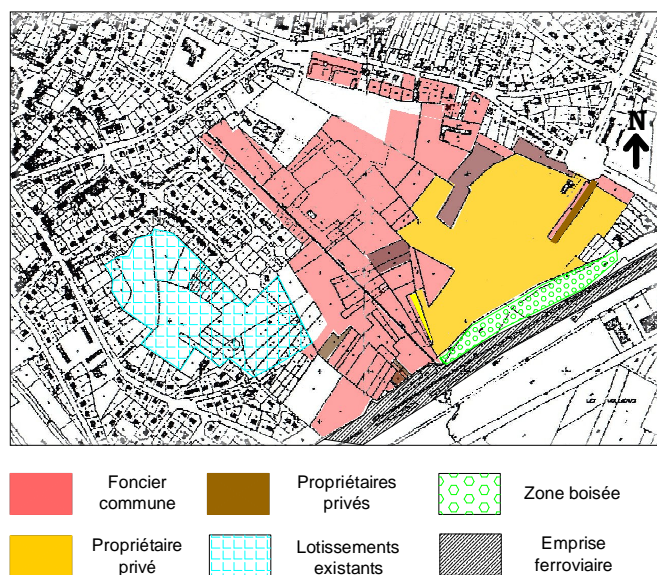 N
Foncier
commune
Propriétaires
privés
Zone boisée
Propriétaire
privé
Lotissements
existants
Emprise
ferroviaire